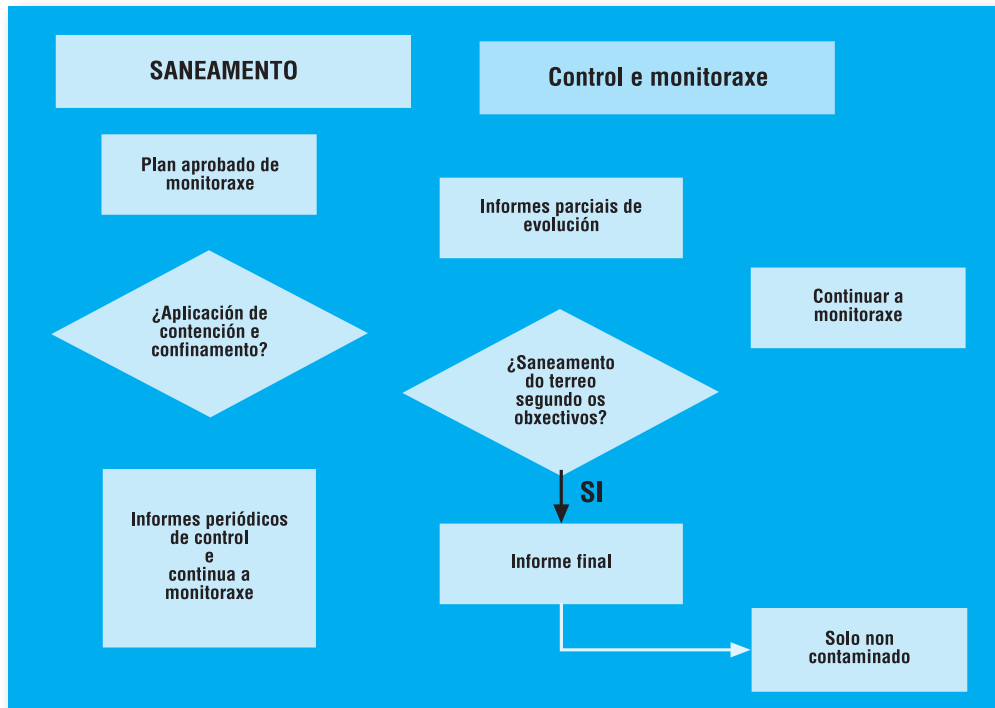 SANEAMENTO
Control e monitoraxe
Plan aprobado de
monitoraxe
Informes parciais de
evolución
¿Aplicación de
contención e
confinamento?
Continuar a
monitoraxe
¿Saneamento
do terreo
segundo os
obxectivos?
SI
Informes periódicos
de control
e
continua a
monitoraxe
Informe final
Solo non
contaminado